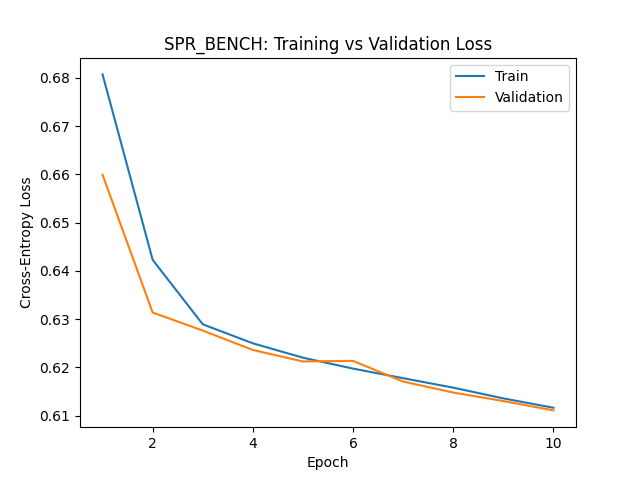 SPR_BENCH: Training vs Validation Loss
Train
Validation
Cross-Entropy Loss
0.68
0.67
0.66
0.65
0.64
0.63
0.62
0.61
2 4 6 8 10
Epoch